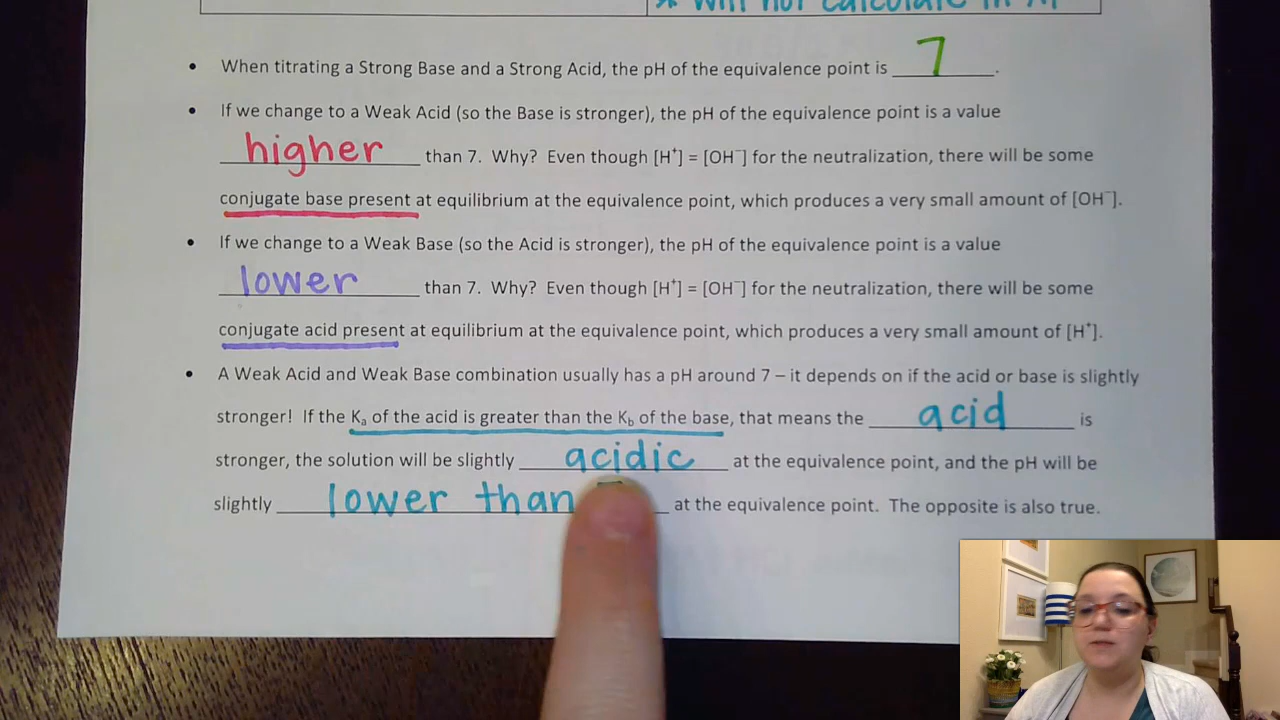 * will not calculate in AP
• When titrating a Strong Base and a Strong Acid, the pH of the equivalence point is 7.
• If we change to a Weak Acid (so the Base is stronger), the pH of the equivalence point is a value
higher than 7. Why? Even though [H⁺] = [OH⁻] for the neutralization, there will be some
conjugate base present at equilibrium at the equivalence point, which produces a very small amount of [OH⁻].
• If we change to a Weak Base (so the Acid is stronger), the pH of the equivalence point is a value
lower than 7. Why? Even though [H⁺] = [OH⁻] for the neutralization, there will be some
conjugate acid present at equilibrium at the equivalence point, which produces a very small amount of [H⁺].
• A Weak Acid and Weak Base combination usually has a pH around 7 – it depends on if the acid or base is slightly
stronger! If the Kₐ of the acid is greater than the K_b of the base, that means the acid is
stronger, the solution will be slightly acidic at the equivalence point, and the pH will be
slightly lower than at the equivalence point. The opposite is also true.